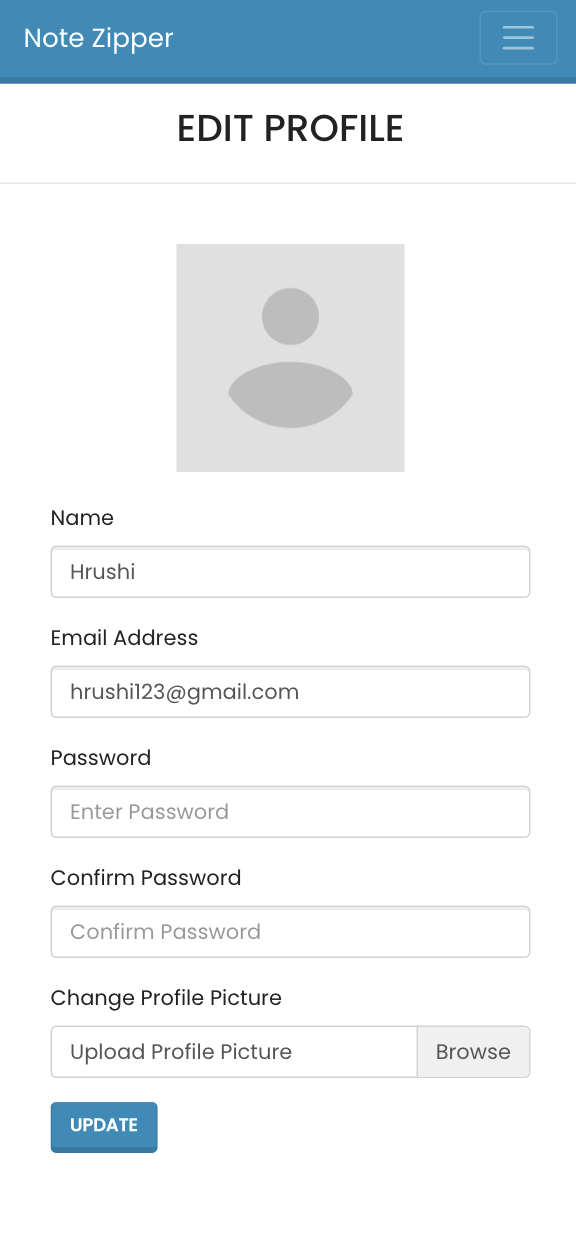 Note Zipper
EDIT PROFILE
Name
Hrushi
Email Address
hrushi123@gmail.com
Password
Enter Password
Confirm Password
Confirm Password
Change Profile Picture
Upload Profile Picture Browse
UPDATE